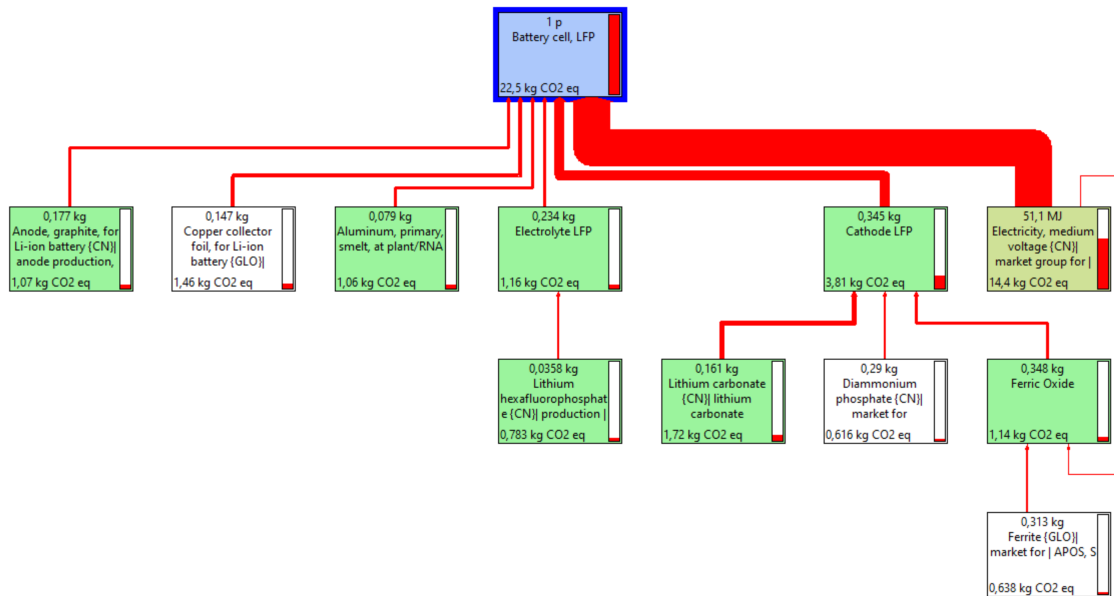 1 p
Battery cell, LFP
22,5 kg CO2 eq
0,177 kg
Anode, graphite, for
Li-ion battery {CN}|
anode production,
1,07 kg CO2 eq
0,147 kg
Copper collector
foil, for Li-ion
battery {GLO}|
1,46 kg CO2 eq
0,079 kg
Aluminum, primary,
smelt, at plant/RNA
1,06 kg CO2 eq
0,234 kg
Electrolyte LFP
1,16 kg CO2 eq
0,345 kg
Cathode LFP
3,81 kg CO2 eq
51,1 MJ
Electricity, medium
voltage {CN}|
market group for |
14,4 kg CO2 eq
0,0358 kg
Lithium
hexafluorophosphat
e {CN}| production |
0,783 kg CO2 eq
0,161 kg
Lithium carbonate
{CN}| lithium
carbonate
1,72 kg CO2 eq
0,29 kg
Diammonium
phosphate {CN}|
market for
0,616 kg CO2 eq
0,348 kg
Ferric Oxide
1,14 kg CO2 eq
0,313 kg
Ferrite {GLO}|
market for | APOS, S
0,638 kg CO2 eq